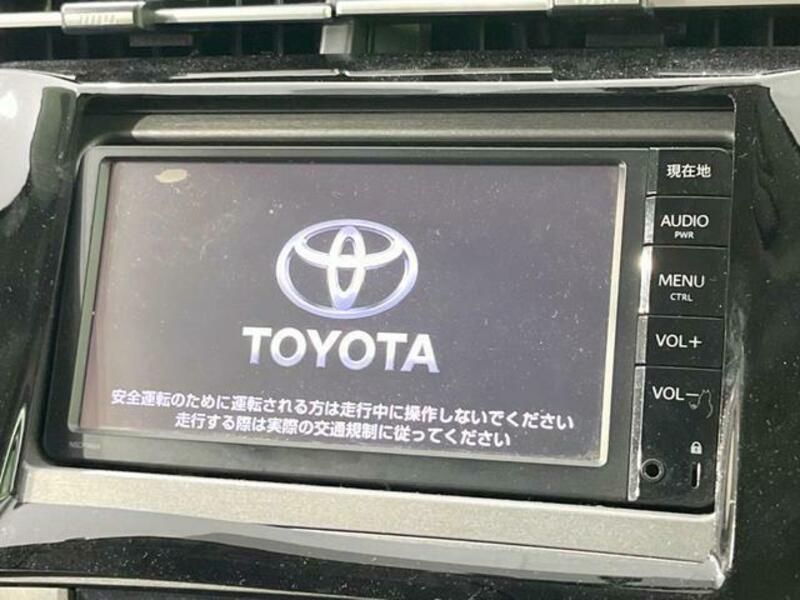 TOYOTA
安全運転のために運転される方は走行中に操作しないでください
走行する際は実際の交通規制に従ってください
現在地
AUDIO
PWR
MENU
CTRL
VOL+
VOL−